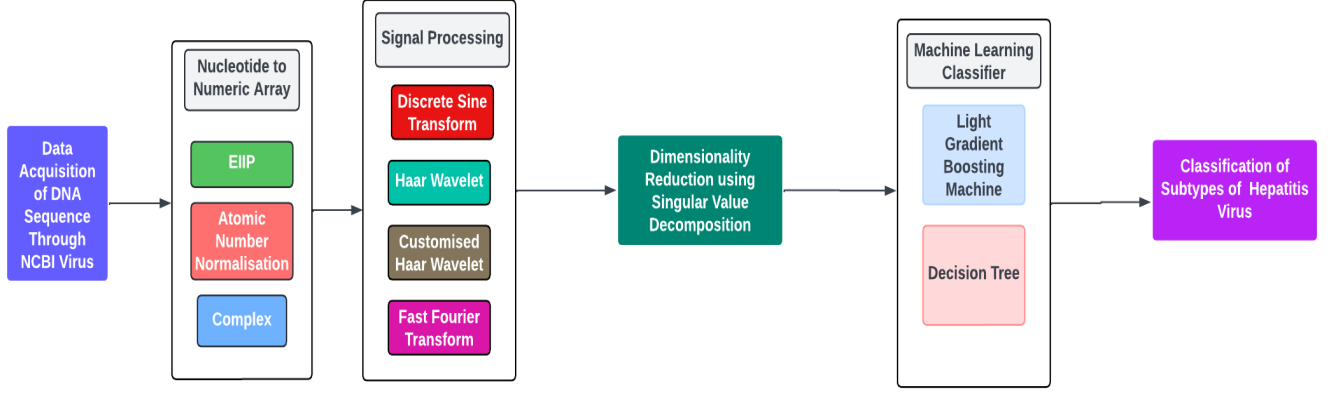 Data
Acquisition
of DNA
Sequence
Through
NCBI Virus
Nucleotide to
Numeric Array
EIIP
Atomic
Number
Normalisation
Complex
Signal Processing
Discrete Sine
Transform
Haar Wavelet
Customised
Haar Wavelet
Fast Fourier
Transform
Dimensionality
Reduction using
Singular Value
Decomposition
Machine Learning
Classifier
Light
Gradient
Boosting
Machine
Decision Tree
Classification of
Subtypes of Hepatitis
Virus